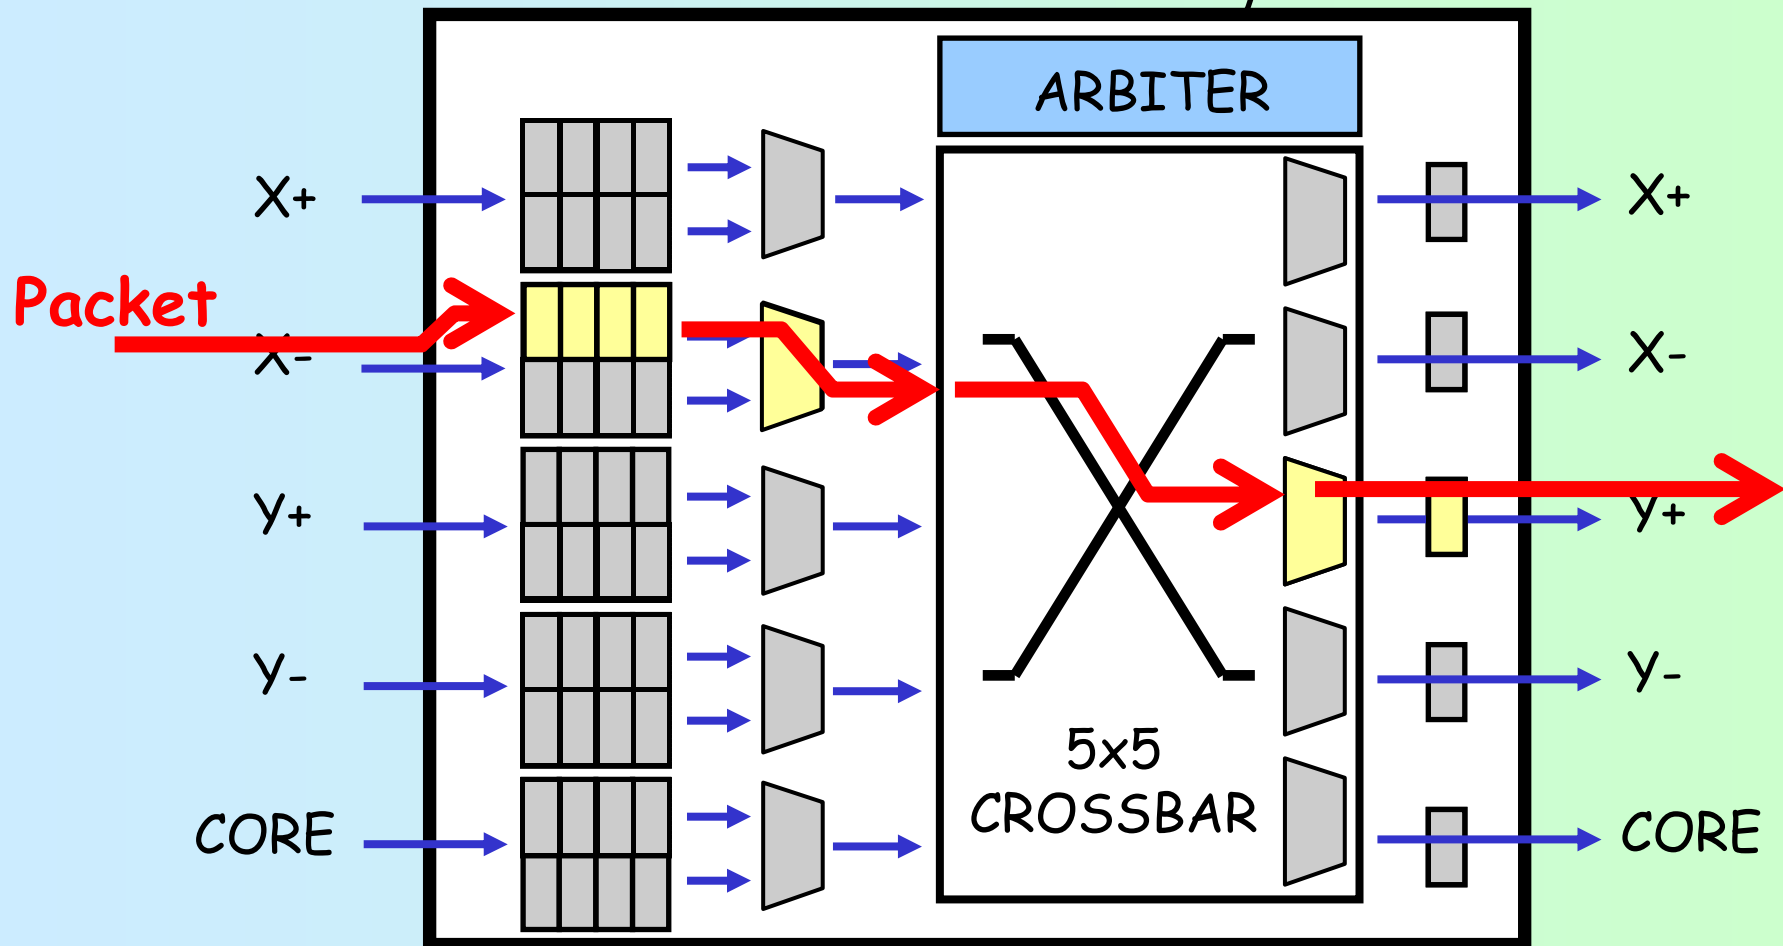 ARBITER
X+
X+
Packet
X-
X-
Y+
Y+
Y-
Y-
5x5
CROSSBAR
CORE
CORE